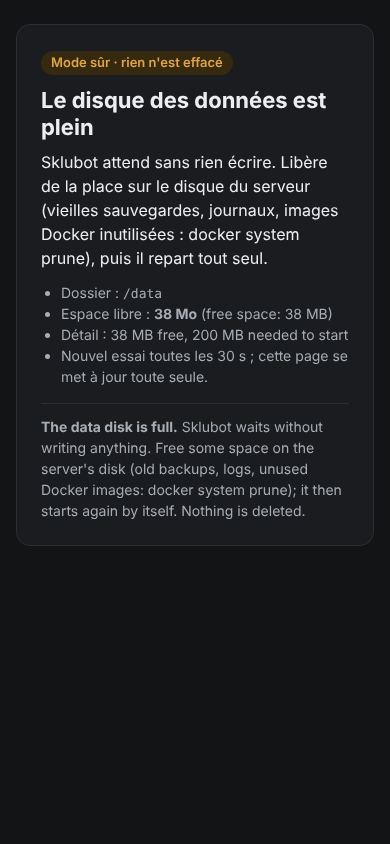 Mode sûr · rien n'est effacé
Le disque des données est
plein
Sklubot attend sans rien écrire. Libère
de la place sur le disque du serveur
(vieilles sauvegardes, journaux, images
Docker inutilisées : docker system
prune), puis il repart tout seul.
Dossier : /data
Espace libre : 38 Mo (free space: 38 MB)
Détail : 38 MB free, 200 MB needed to start
Nouvel essai toutes les 30 s ; cette page se
met à jour toute seule.
The data disk is full. Sklubot waits without
writing anything. Free some space on the
server's disk (old backups, logs, unused
Docker images: docker system prune); it then
starts again by itself. Nothing is deleted.